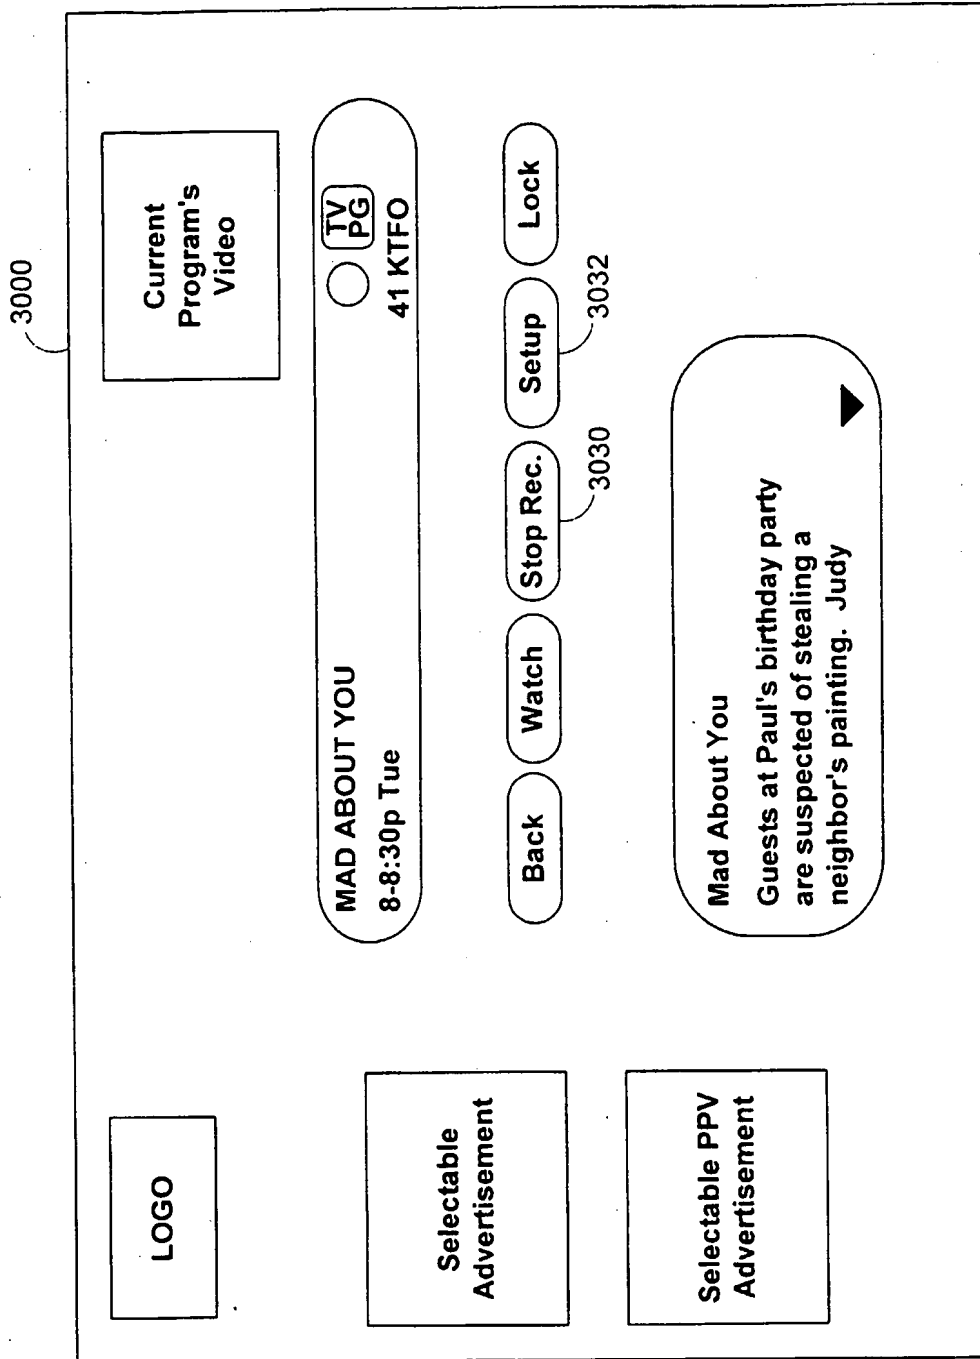 3000
LOGO
Current
Program's
Video
MAD ABOUT YOU
TV
PG
8-8:30p Tue
41 KTFO
Back
Watch
Stop Rec.
Setup
Lock
3030
3032
Selectable
Advertisement
Mad About You
Guests at Paul's birthday party
are suspected of stealing a
neighbor's painting. Judy
Selectable PPV
Advertisement